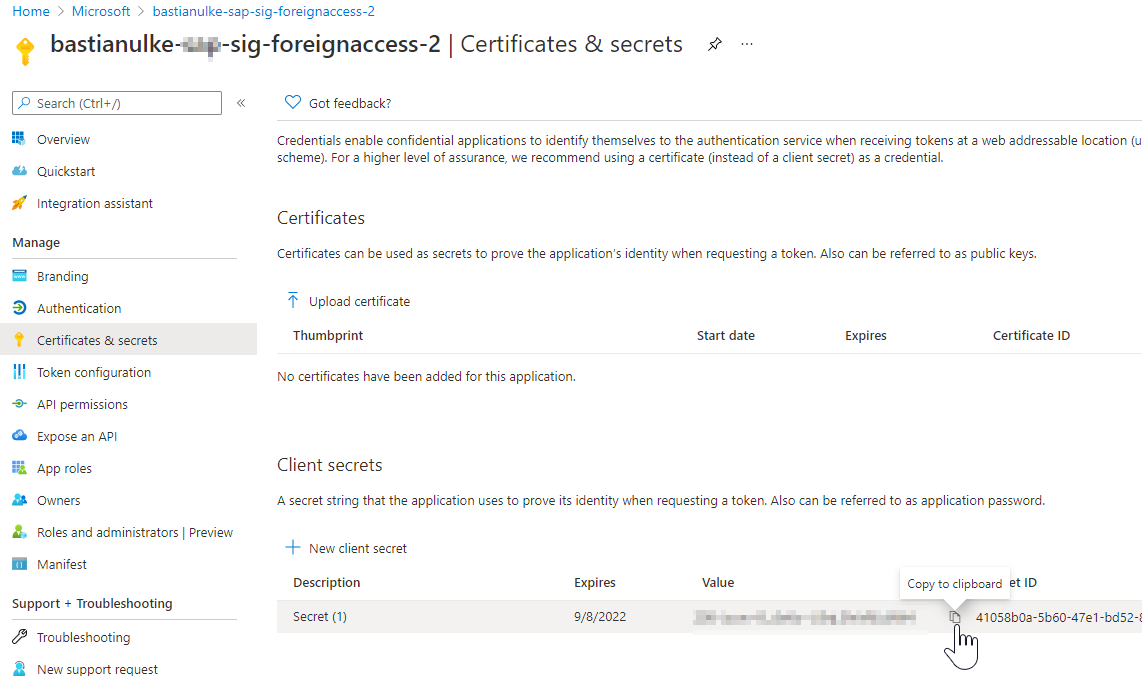 Home > Microsoft > bastianulke-sap-sig-foreignaccess-2
bastianulke- -sig-foreignaccess-2 | Certificates & secrets ...
Search (Ctrl+/) «
Got feedback?
Overview
Quickstart
Integration assistant
Manage
Branding
Authentication
Certificates & secrets
Token configuration
API permissions
Expose an API
App roles
Owners
Roles and administrators | Preview
Manifest
Support + Troubleshooting
Troubleshooting
New support request
Credentials enable confidential applications to identify themselves to the authentication service when receiving tokens at a web addressable location (u
scheme). For a higher level of assurance, we recommend using a certificate (instead of a client secret) as a credential.
Certificates
Certificates can be used as secrets to prove the application's identity when requesting a token. Also can be referred to as public keys.
Upload certificate
Thumbprint Start date Expires Certificate ID
No certificates have been added for this application.
Client secrets
A secret string that the application uses to prove its identity when requesting a token. Also can be referred to as application password.
New client secret
Copy to clipboard
Description Expires Value et ID
Secret (1) 9/8/2022 41058b0a-5b60-47e1-bd52-8